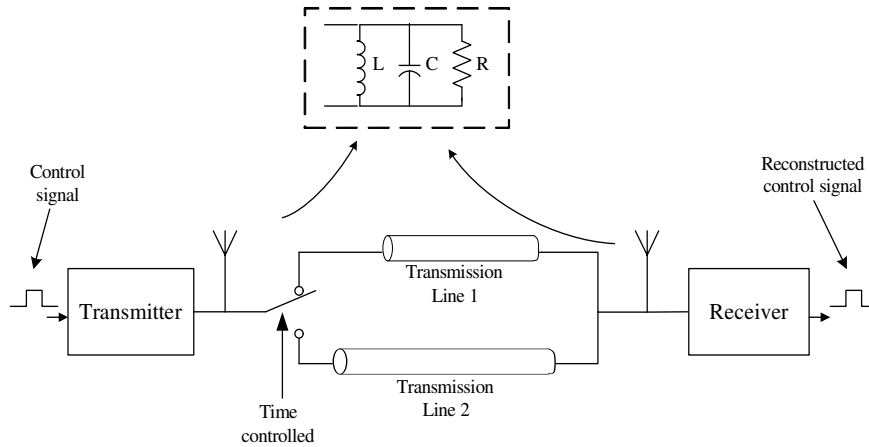 L
C
R
Control
signal
Reconstructed
control signal
Transmitter
Transmission
Line 1
Receiver
Transmission
Line 2
Time
controlled